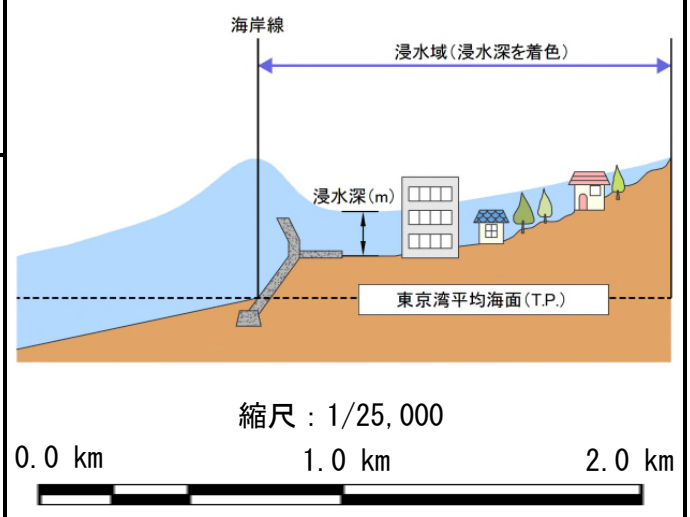 海岸線
浸水域（浸水深を着色）
浸水深（m）
東京湾平均海面（T.P.）
縮尺：1/25,000
0.0 km 1.0 km 2.0 km